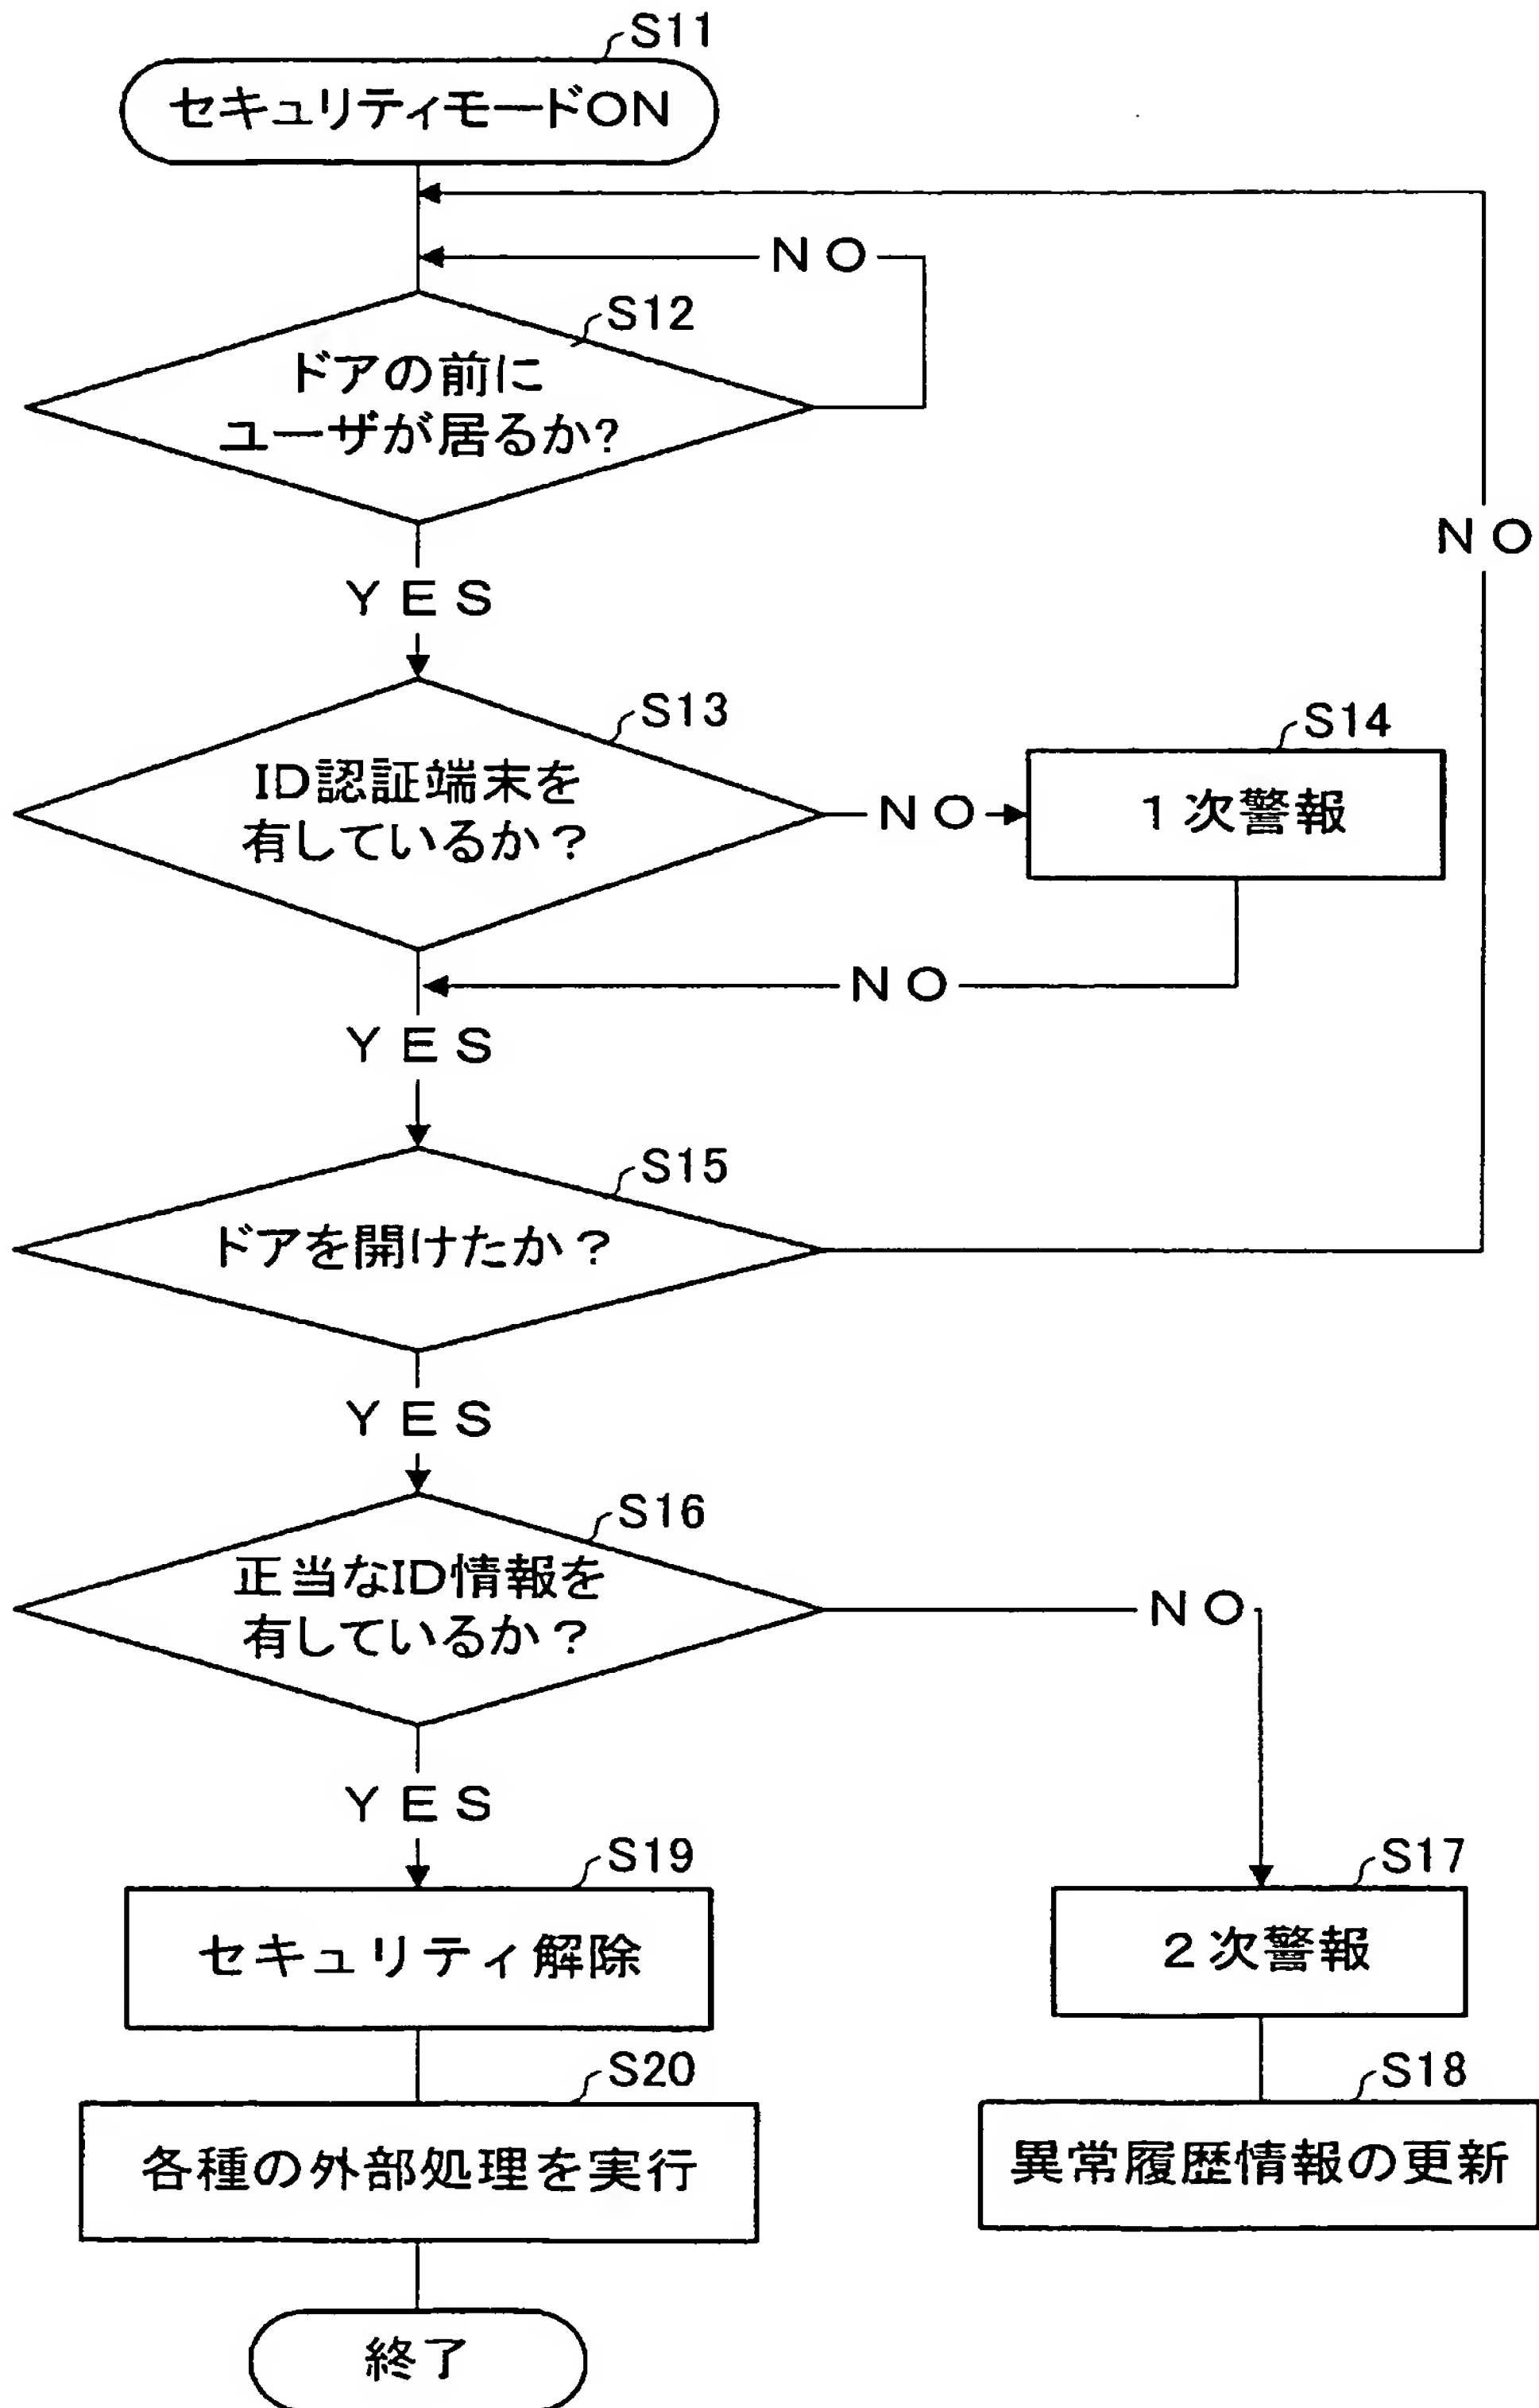 S11
セキュリティモードON
NO
S12
ドアの前に
ユーザが居るか?
NO
YES
S13
ID認証端末を
有しているか？
NO
S14
1次警報
NO
YES
S15
ドアを開けたか？
YES
S16
正当なID情報を
有しているか？
NO
YES
S19
セキュリティ解除
S17
2次警報
S20
各種の外部処理を実行
S18
異常履歴情報の更新
終了